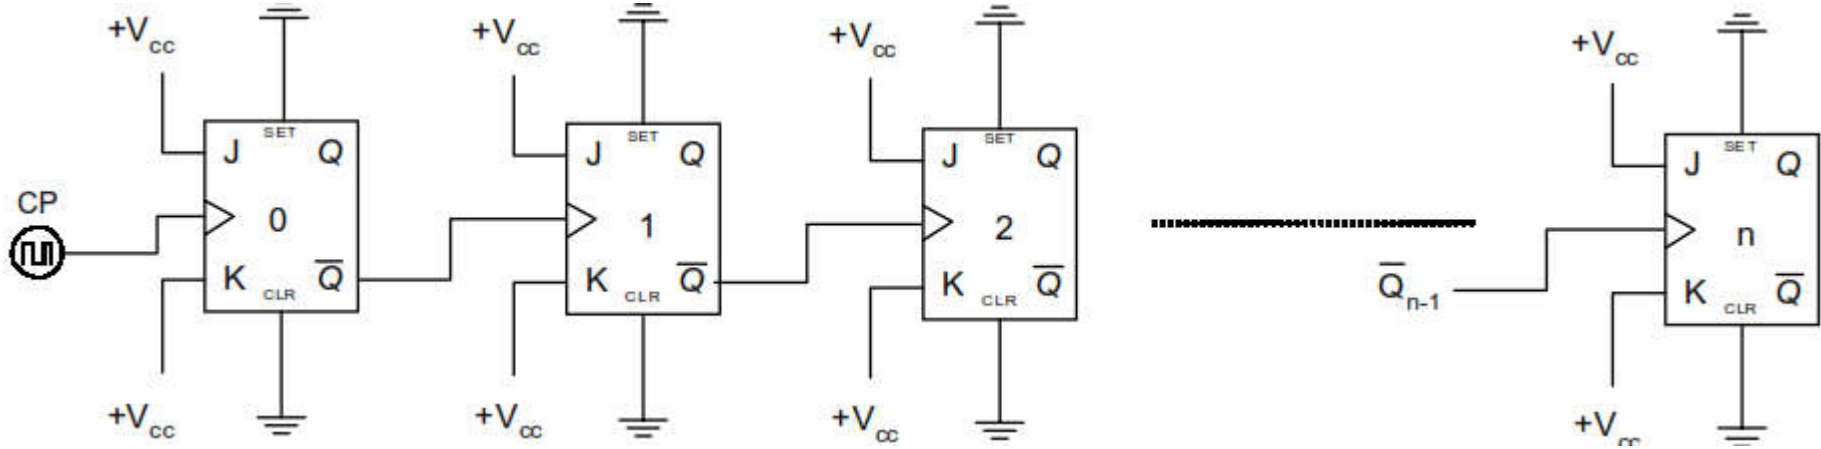 +Vcc +Vcc +Vcc +Vcc
SET SET SET SET
J Q J Q J Q J Q
CP
0 1 2 n
K Q̅ K Q̅ K Q̅ Q̅n-1 K Q̅
CLR CLR CLR CLR
+Vcc +Vcc +Vcc +Vcc